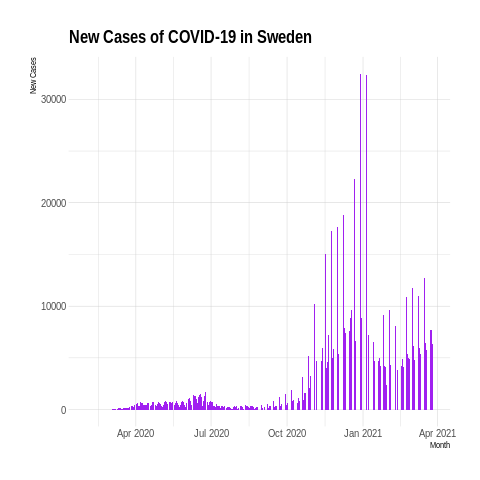 New Cases of COVID-19 in Sweden
New Cases
30000
20000
10000
0
Apr 2020 Jul 2020 Oct 2020 Jan 2021 Apr 2021
Month